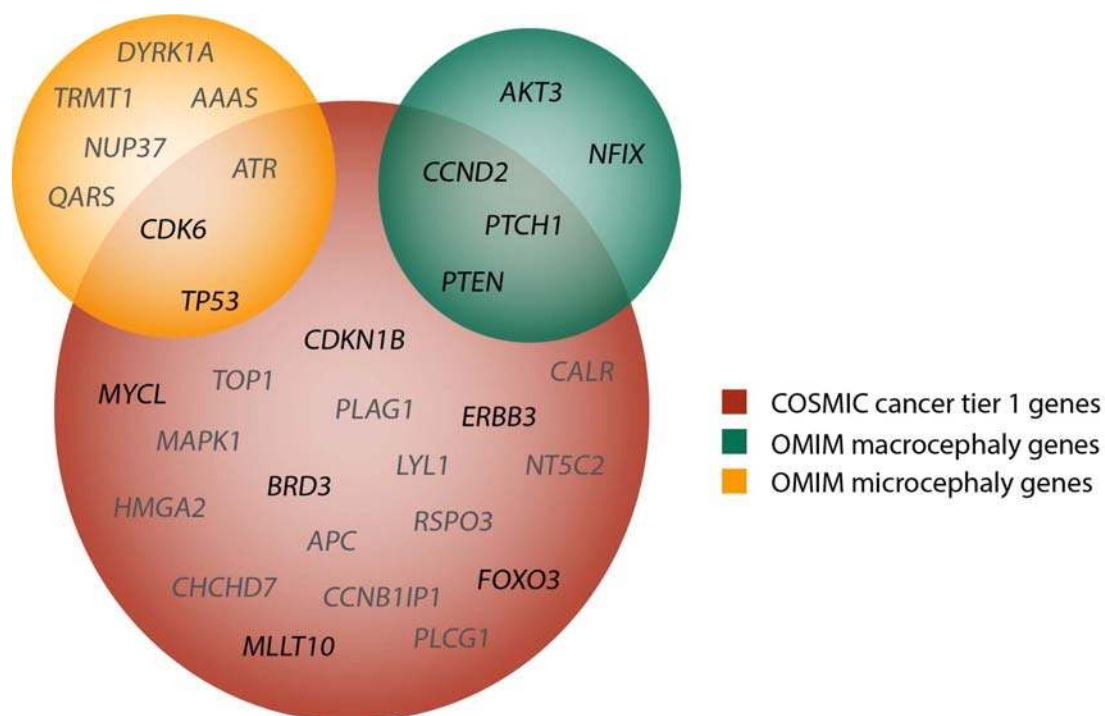 DYRK1A
TRMT1
AAAS
NUP37
ATR
QARS
CDK6
TP53
AKT3
NFIX
CCND2
PTCH1
PTEN
CDKN1B
CALR
TOP1
MYCL
PLAG1
ERBB3
MAPK1
LYL1
NT5C2
BRD3
HMGA2
RSPO3
APC
CHCHD7
CCNB1IP1
FOXO3
MLLT10
PLCG1
COSMIC cancer tier 1 genes
OMIM macrocephaly genes
OMIM microcephaly genes